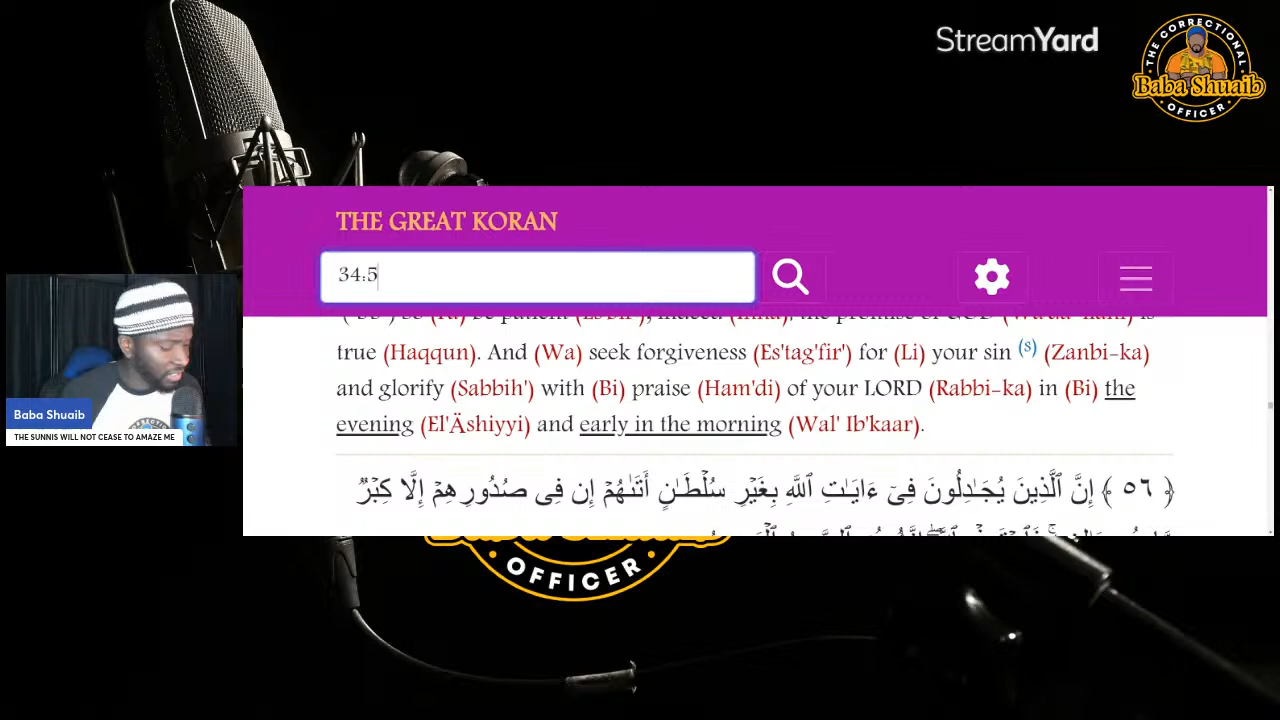 StreamYard
THE CORRECTIONAL
Baba Shuaib
OFFICER
THE GREAT KORAN
34:5
true (Haqqun). And (Wa) seek forgiveness (Es'tag'fir') for (Li) your sin (s) (Zanbi-ka)
and glorify (Sabbih') with (Bi) praise (Ham'di) of your LORD (Rabbi-ka) in (Bi) the
evening (El'Äshiyyi) and early in the morning (Wal' Ib'kaar).
﴿ ٥٦ ﴾ إِنَّ ٱلَّذِينَ يُجَـٰدِلُونَ فِىٓ ءَايَـٰتِ ٱللَّهِ بِغَيْرِ سُلْطَـٰنٍ أَتَىٰهُمْ إِن فِى صُدُورِهِمْ إِلَّا كِبْرٌ
Baba Shuaib
THE SUNNIS WILL NOT CEASE TO AMAZE ME
OFFICER